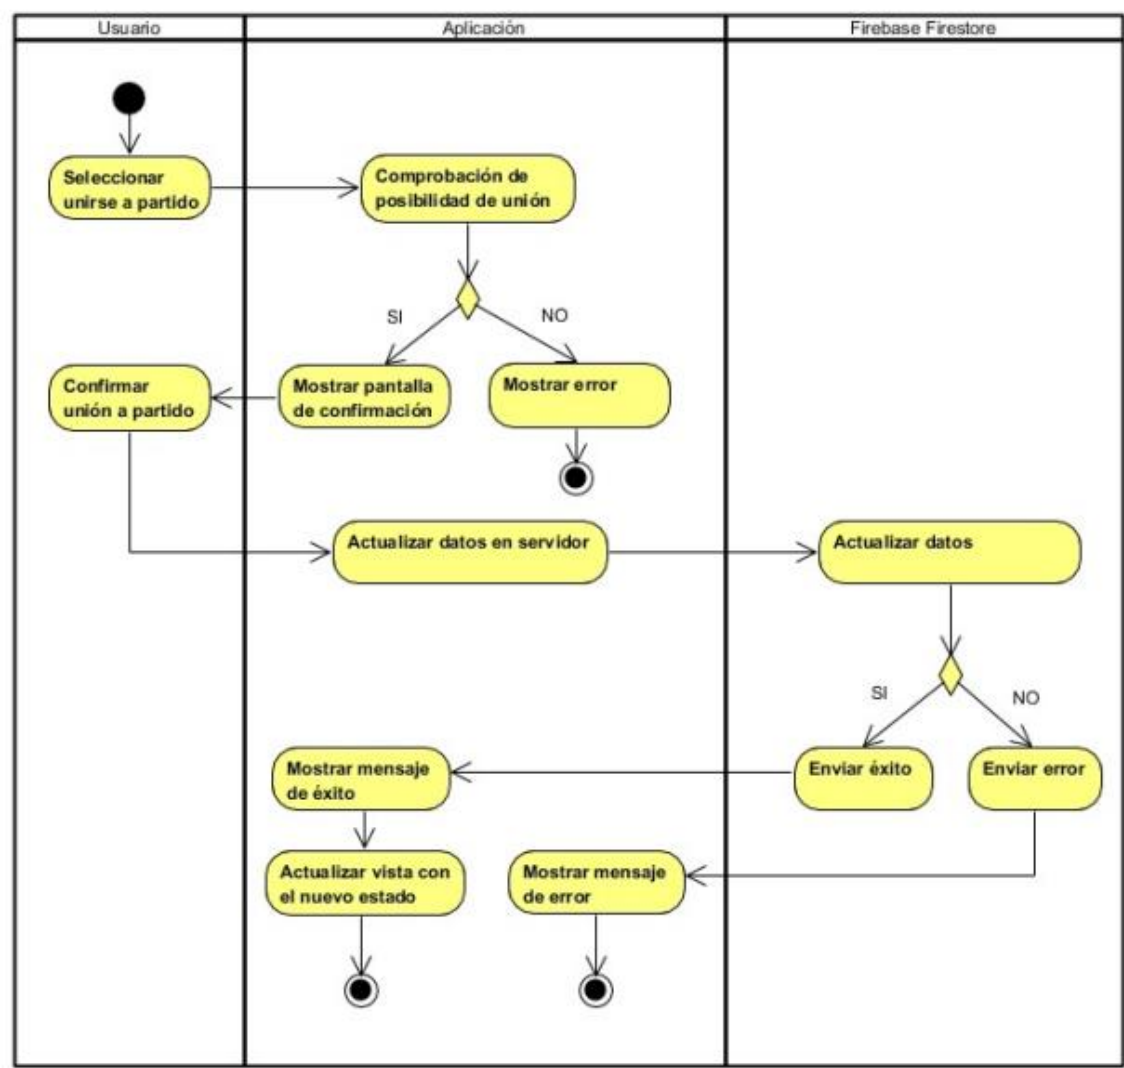 Usuario
Aplicación
Firebase Firestore
Seleccionar
unirse a partido
Comprobación de
posibilidad de unión
SI
NO
Confirmar
unión a partido
Mostrar pantalla
de confirmación
Mostrar error
Actualizar datos en servidor
Actualizar datos
SI
NO
Mostrar mensaje
de éxito
Enviar éxito
Enviar error
Actualizar vista con
el nuevo estado
Mostrar mensaje
de error